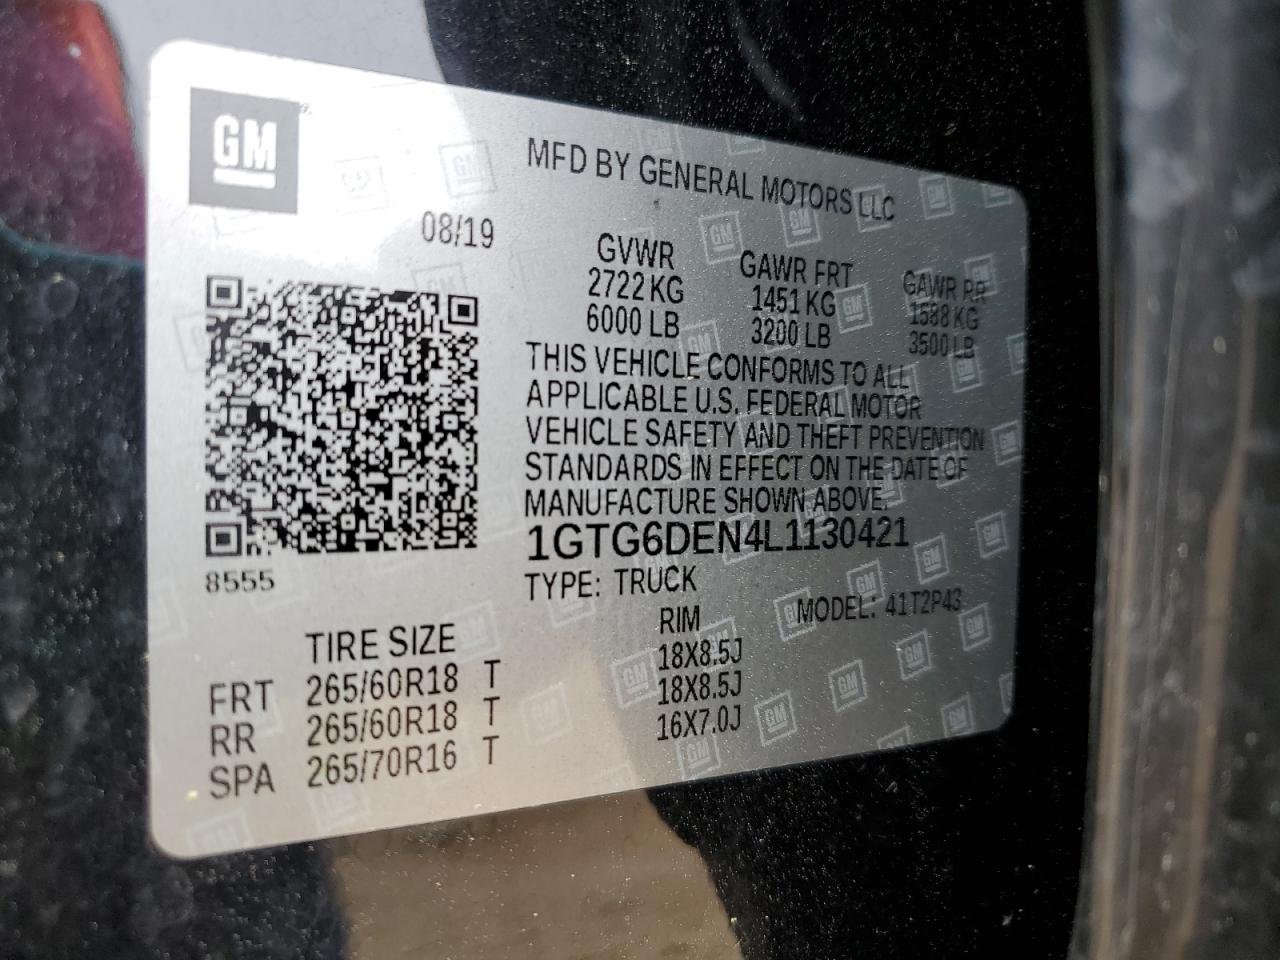 GM
MFD BY GENERAL MOTORS LLC
08/19
GVWR GAWR FRT GAWR RR
2722 KG 1451 KG 1588 KG
6000 LB 3200 LB 3500 LB
THIS VEHICLE CONFORMS TO ALL
APPLICABLE U.S. FEDERAL MOTOR
VEHICLE SAFETY AND THEFT PREVENTION
STANDARDS IN EFFECT ON THE DATE OF
MANUFACTURE SHOWN ABOVE.
1GTG6DEN4L1130421
8555
TYPE: TRUCK MODEL: 41T2P43
TIRE SIZE RIM
FRT 265/60R18 T 18X8.5J
RR 265/60R18 T 18X8.5J
SPA 265/70R16 T 16X7.0J